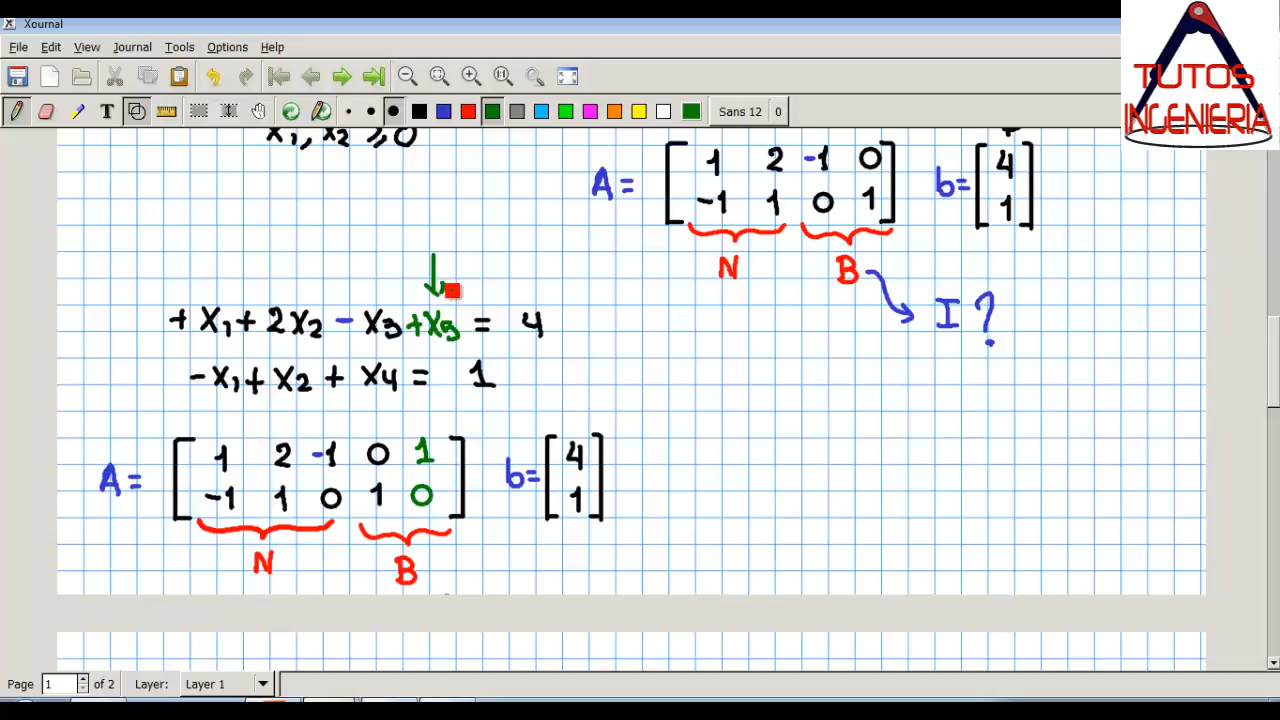 Xournal
File Edit View Journal Tools Options Help
TUTOS
INGENIERIA
Sans 12 0
x₁, x₂ ≥ 0
A = [ 1 2 -1 0
-1 1 0 1 ]
b = [ 4
1 ]
N B
I ?
+ x₁ + 2x₂ - x₃ + x₅ = 4
-x₁ + x₂ + x₄ = 1
A = [ 1 2 -1 0 1
-1 1 0 1 0 ]
b = [ 4
1 ]
N B
Page 1 of 2 Layer: Layer 1